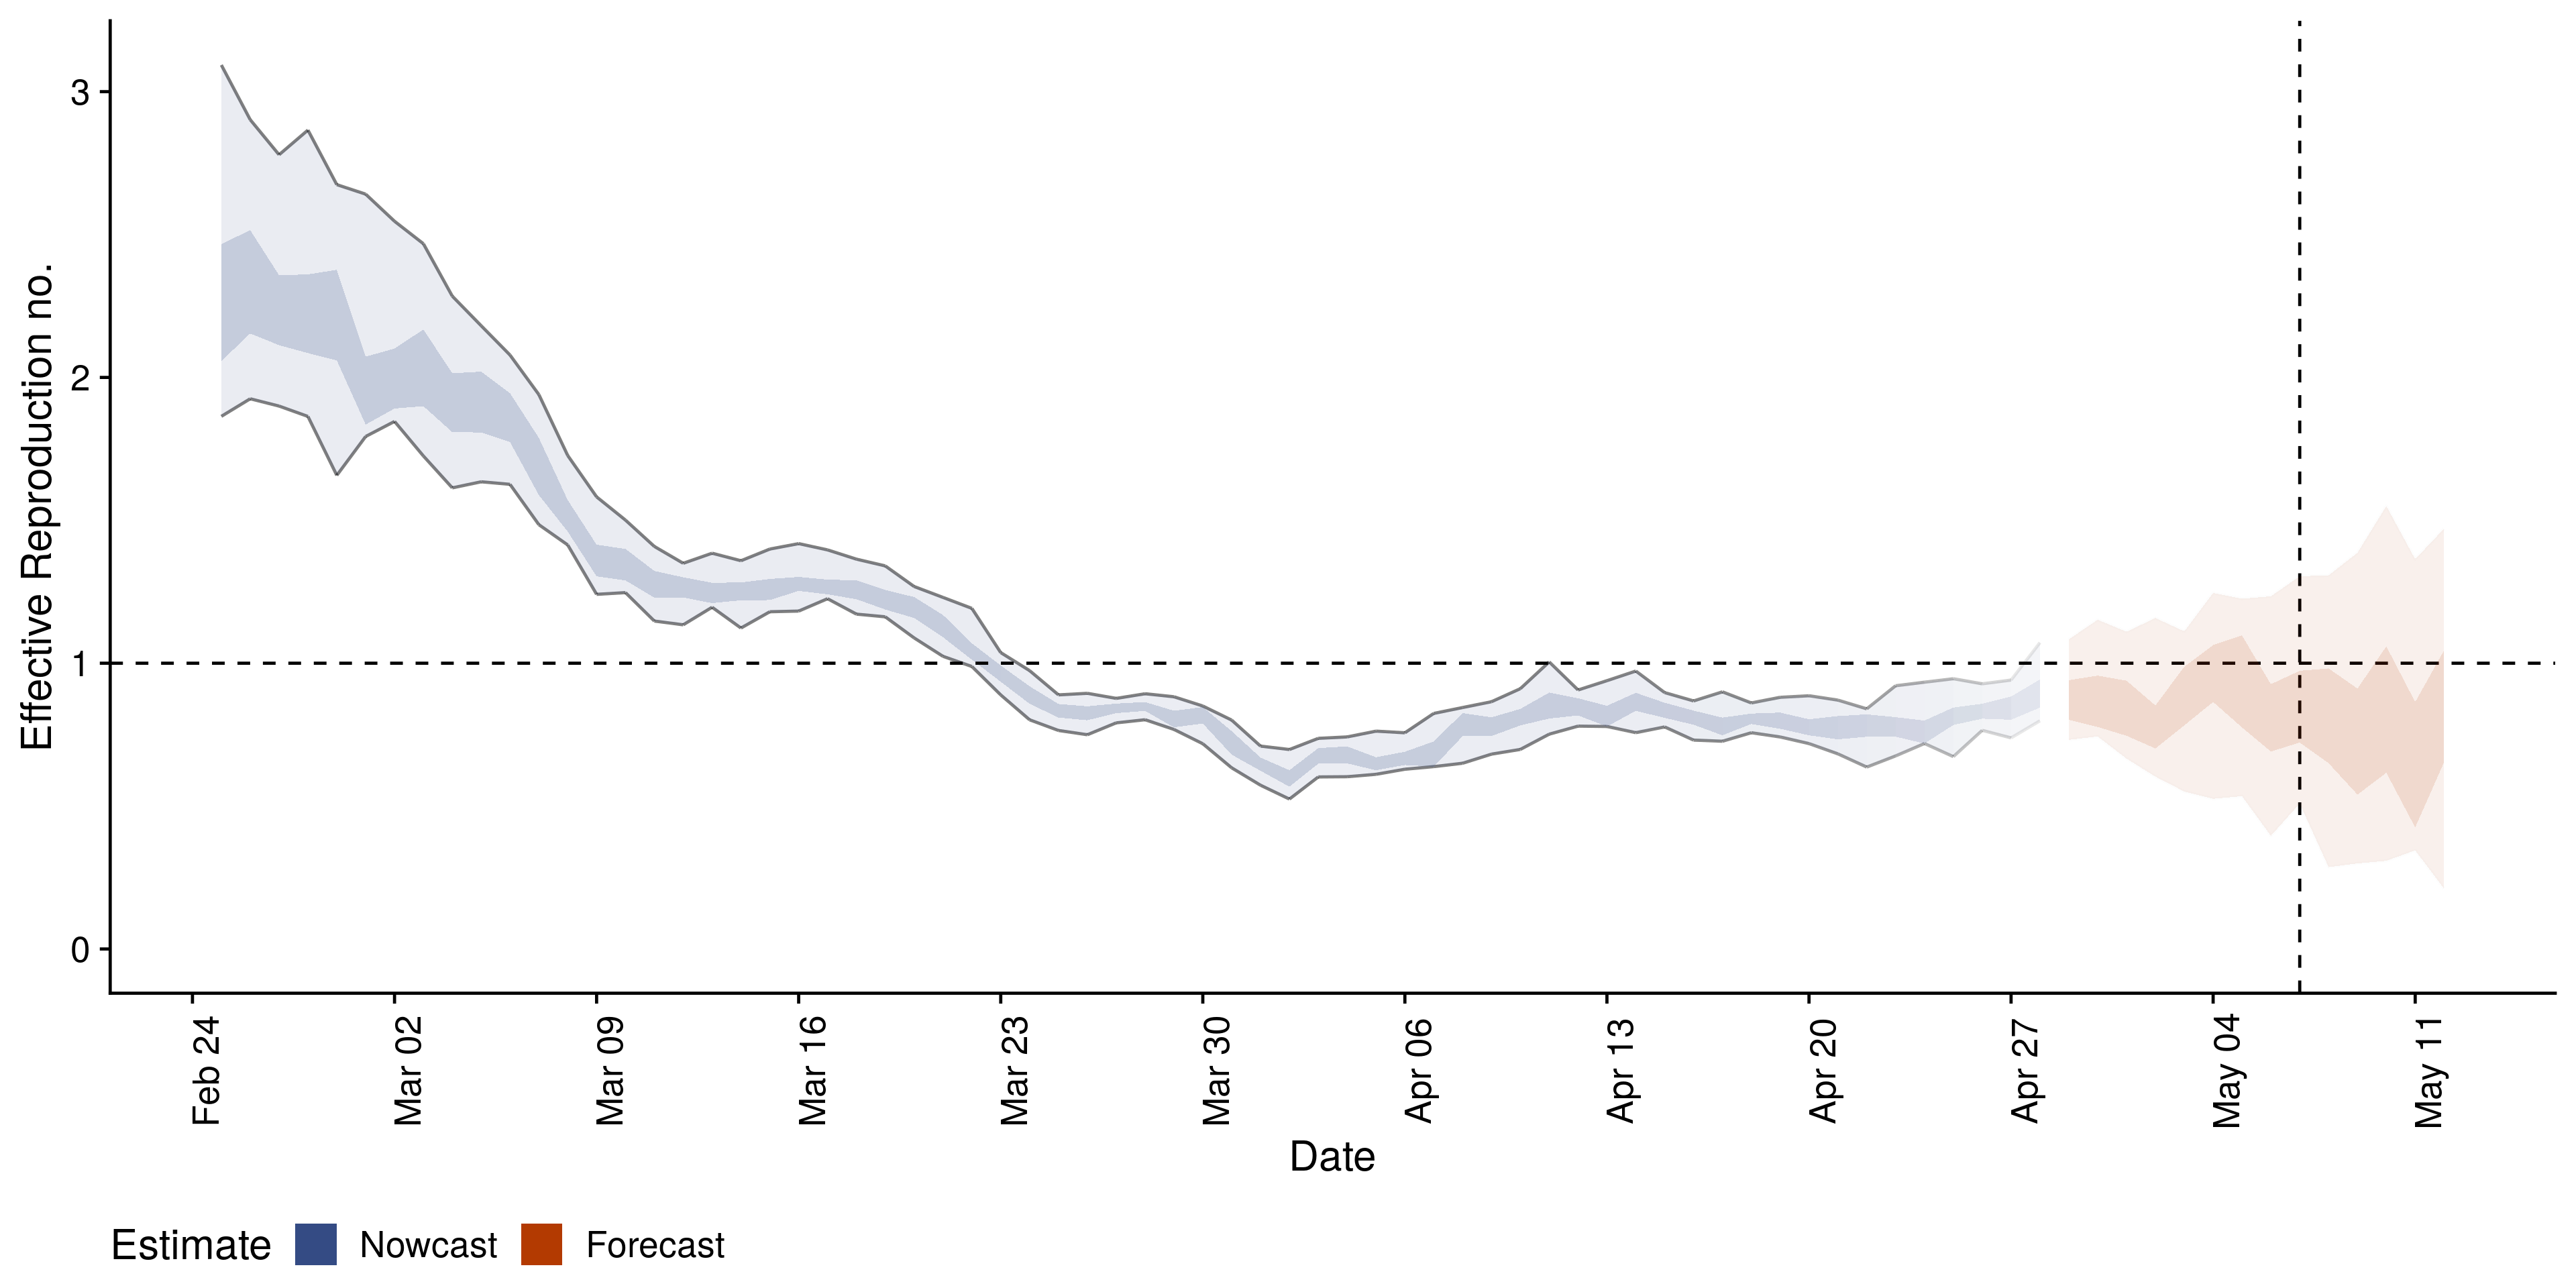 Effective Reproduction no.
3
2
1
0
Feb 24
Mar 02
Mar 09
Mar 16
Mar 23
Mar 30
Apr 06
Apr 13
Apr 20
Apr 27
May 04
May 11
Date
Estimate Nowcast Forecast